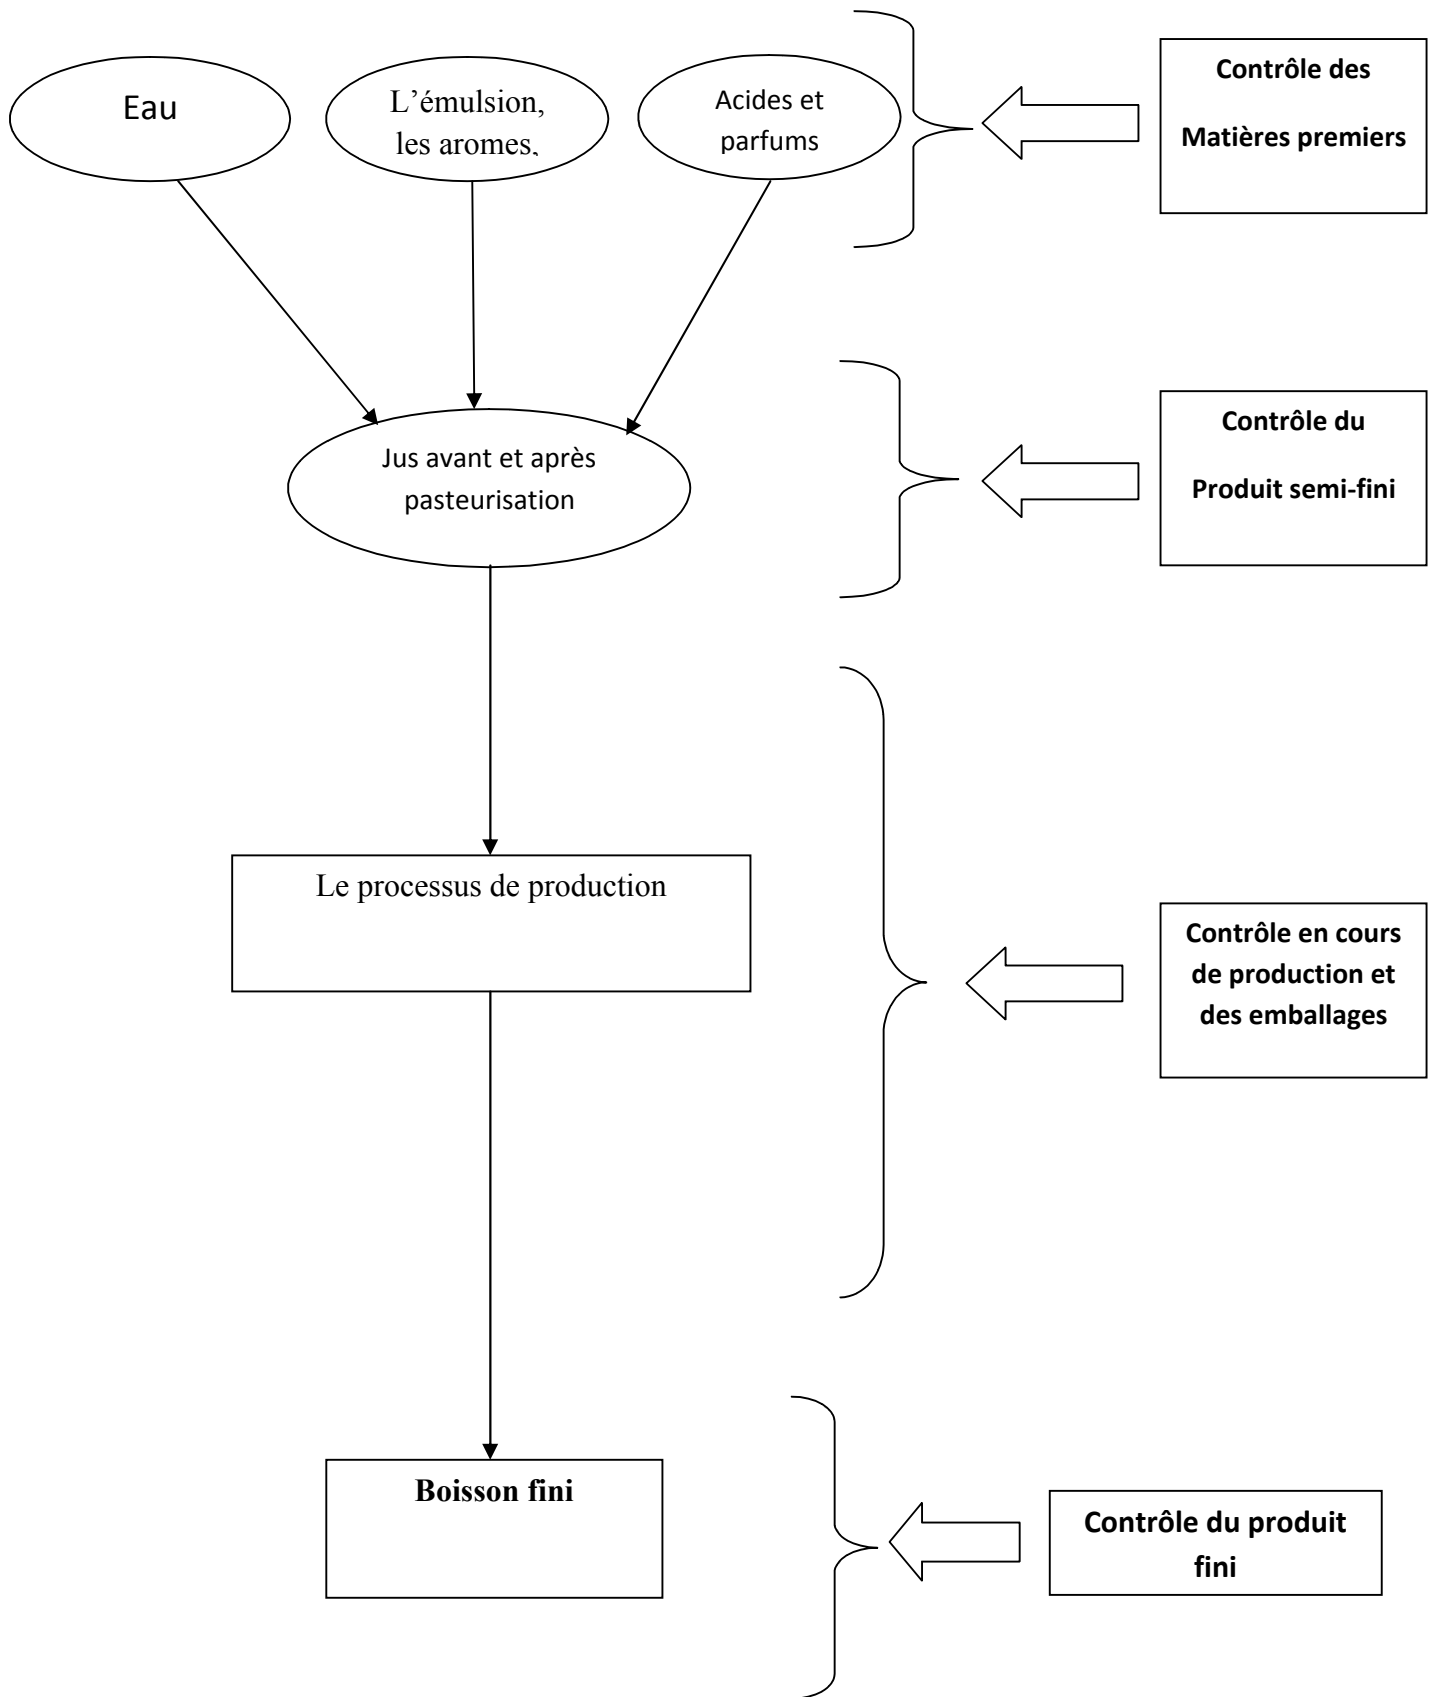 Eau
L’émulsion,
les aromes,
Acides et
parfums
Contrôle des
Matières premiers
Jus avant et après
pasteurisation
Contrôle du
Produit semi-fini
Le processus de production
Contrôle en cours
de production et
des emballages
Boisson fini
Contrôle du produit
fini